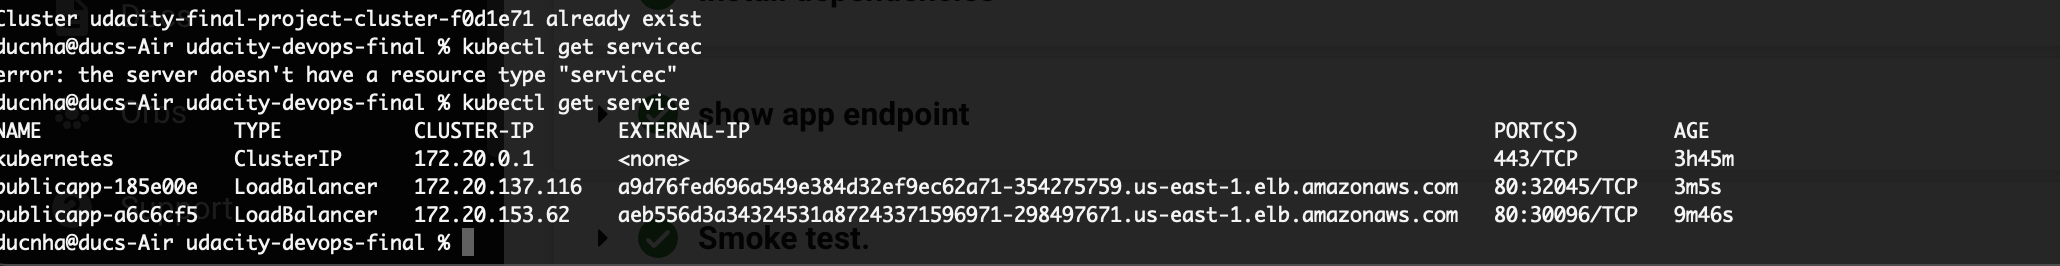 Install dependencies
Docs
Cluster udacity-final-project-cluster-f0d1e71 already exist
ducnha@ducs-Air udacity-devops-final % kubectl get servicec
error: the server doesn't have a resource type "servicec"
ducnha@ducs-Air udacity-devops-final % kubectl get service
Orbs
show app endpoint
NAME TYPE CLUSTER-IP EXTERNAL-IP PORT(S) AGE
kubernetes ClusterIP 172.20.0.1 <none> 443/TCP 3h45m
publicapp-185e00e LoadBalancer 172.20.137.116 a9d76fed696a549e384d32ef9ec62a71-354275759.us-east-1.elb.amazonaws.com 80:32045/TCP 3m5s
Support
publicapp-a6c6cf5 LoadBalancer 172.20.153.62 aeb556d3a34324531a87243371596971-298497671.us-east-1.elb.amazonaws.com 80:30096/TCP 9m46s
ducnha@ducs-Air udacity-devops-final %
Smoke test.